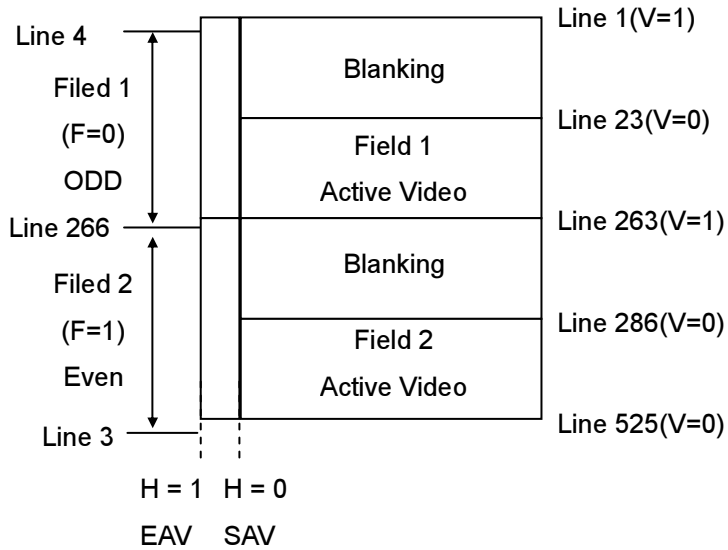 Line 4
Filed 1
(F=0)
ODD
Line 266
Filed 2
(F=1)
Even
Line 3
Blanking
Field 1
Active Video
Blanking
Field 2
Active Video
Line 1(V=1)
Line 23(V=0)
Line 263(V=1)
Line 286(V=0)
Line 525(V=0)
H = 1 H = 0
EAV SAV